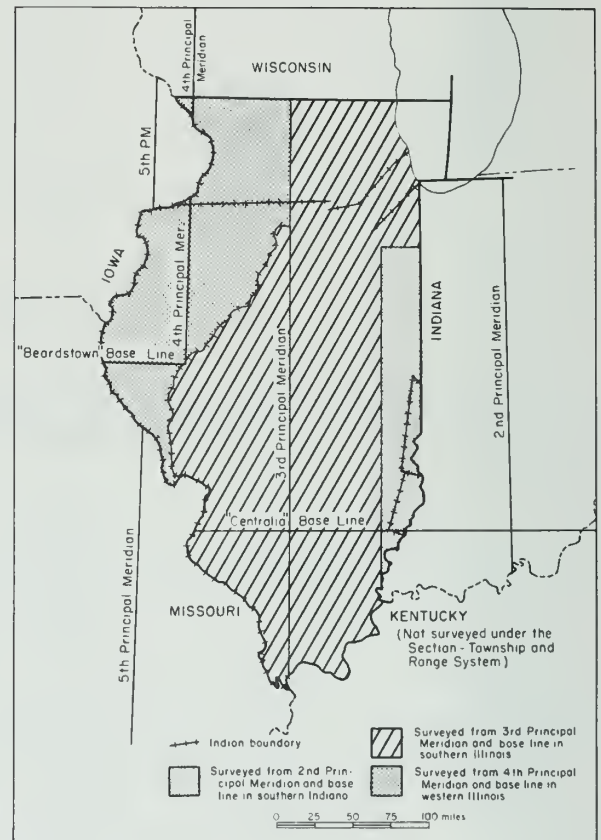 4th Principal
Meridian
WISCONSIN
5th PM
IOWA
4th Principal Mer.
"Beardstown" Base Line
3rd Principal Meridian
INDIANA
2nd Principal Meridian
"Centralia" Base Line
5th Principal Meridian
MISSOURI
KENTUCKY
(Not surveyed under the
Section - Township and
Range System)
Indian boundary
Surveyed from 3rd Principal
Meridian and base line in
southern Illinois
Surveyed from 2nd Prin-
cipal Meridian and base
line in southern Indiana
Surveyed from 4th Principal
Meridian and base line in
western Illinois
0 25 50 100 miles